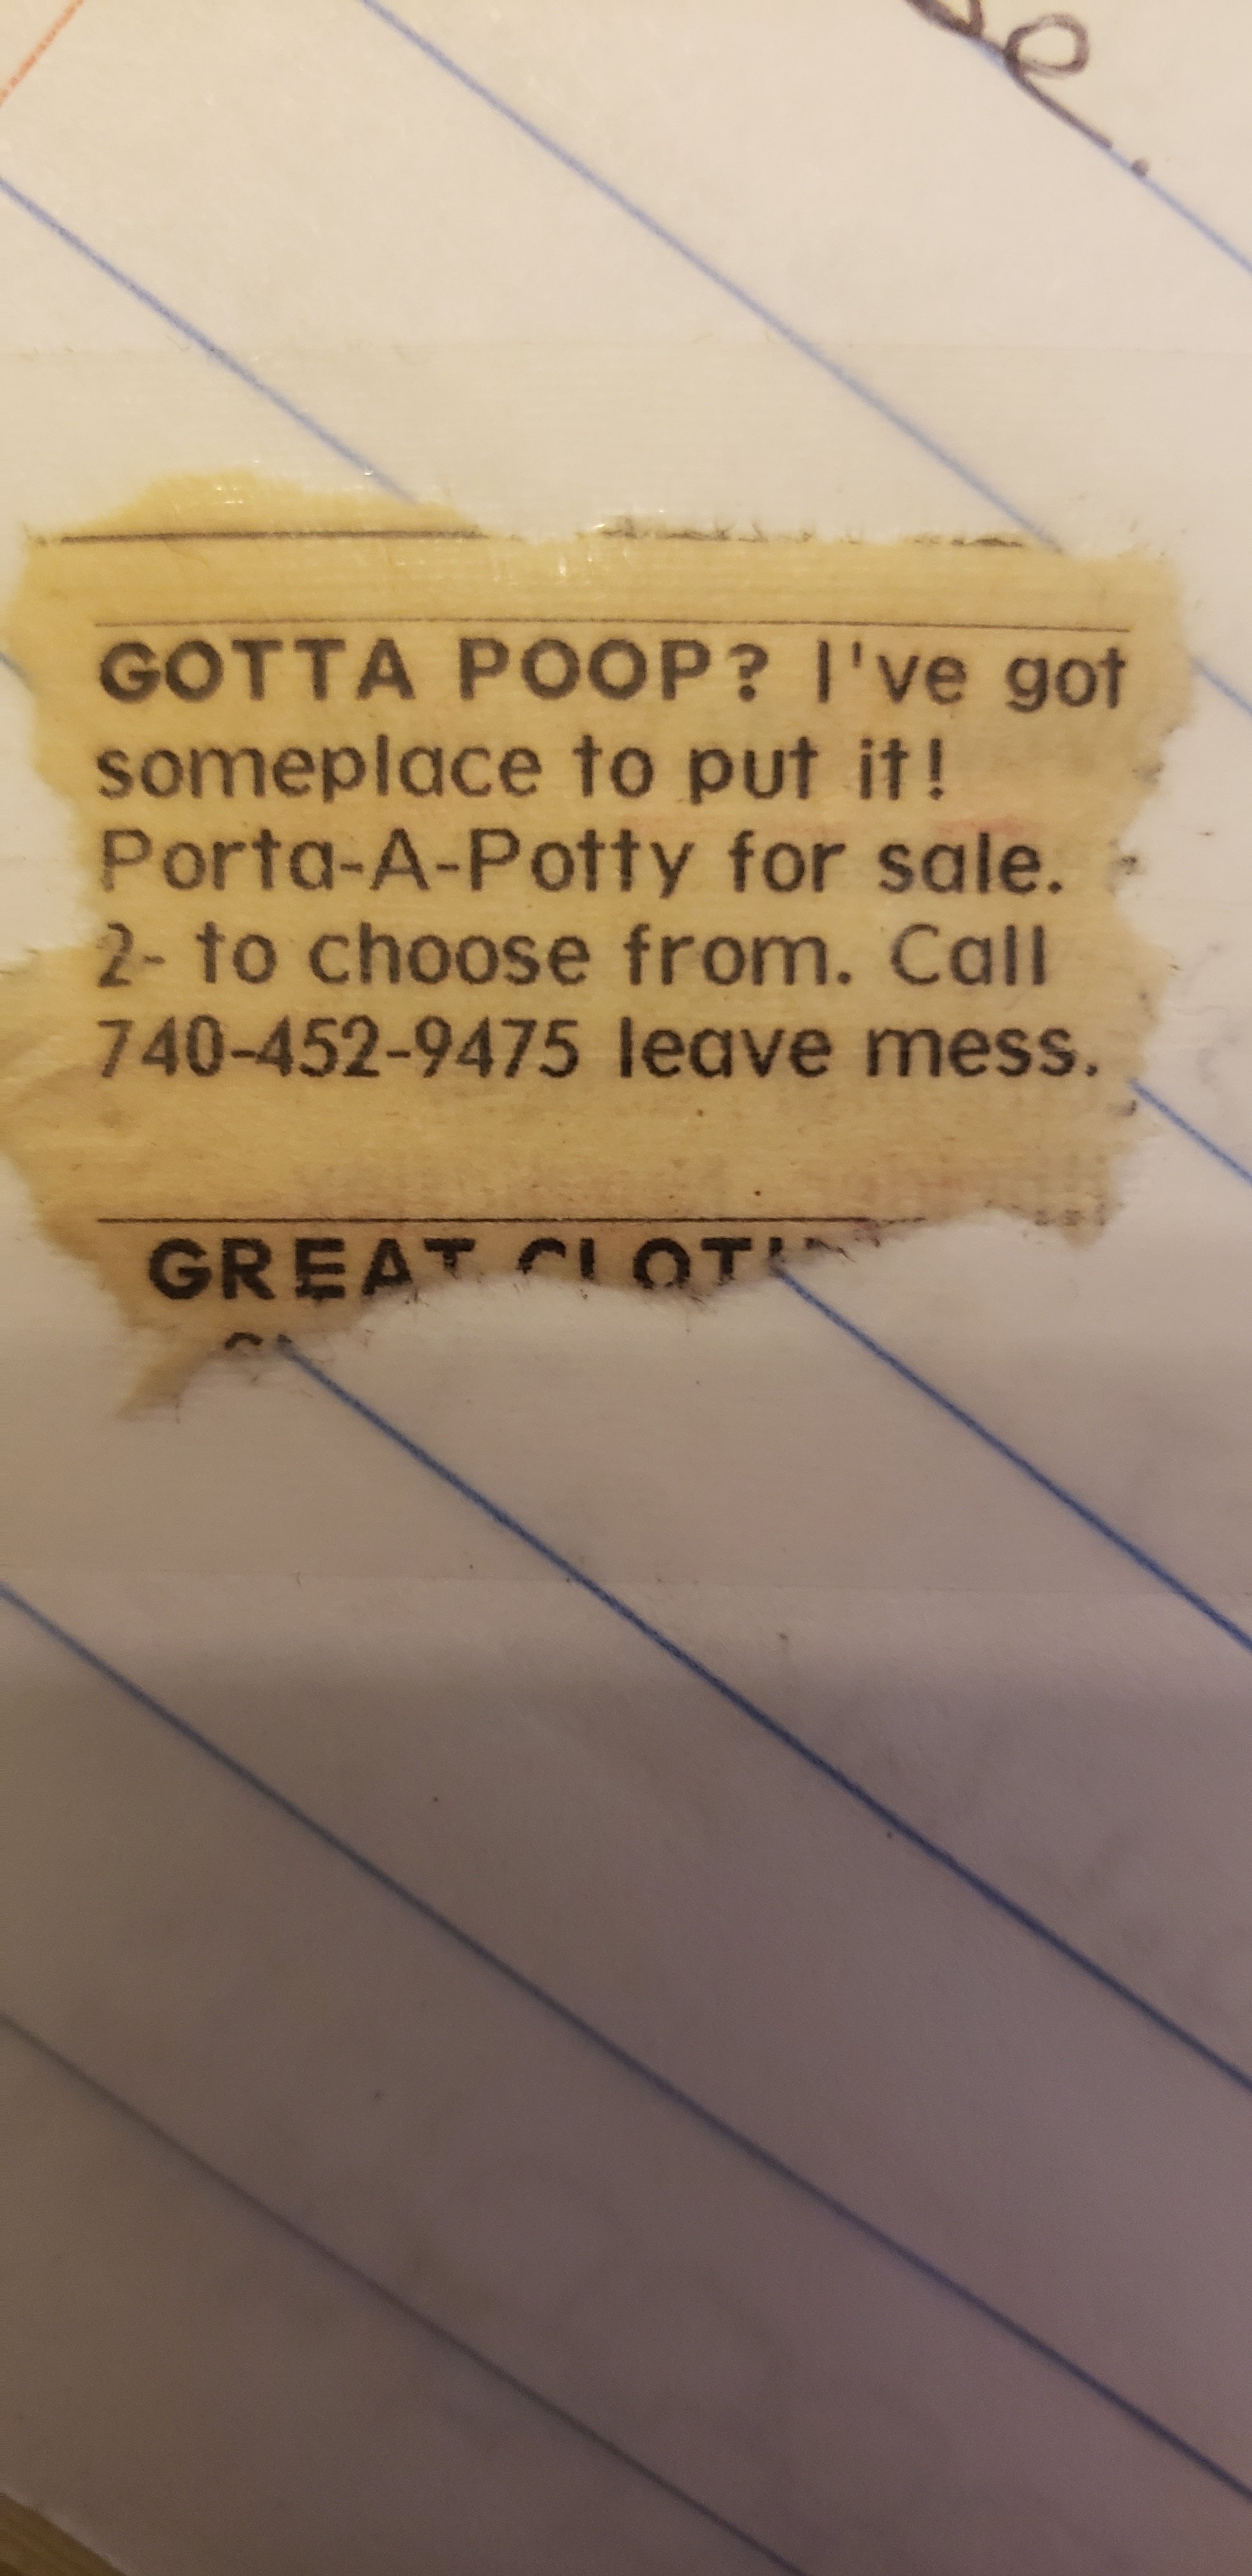 GOTTA POOP? I've got
someplace to put it!
Porta-A-Potty for sale.
2- to choose from. Call
740-452-9475 leave mess.
GREAT